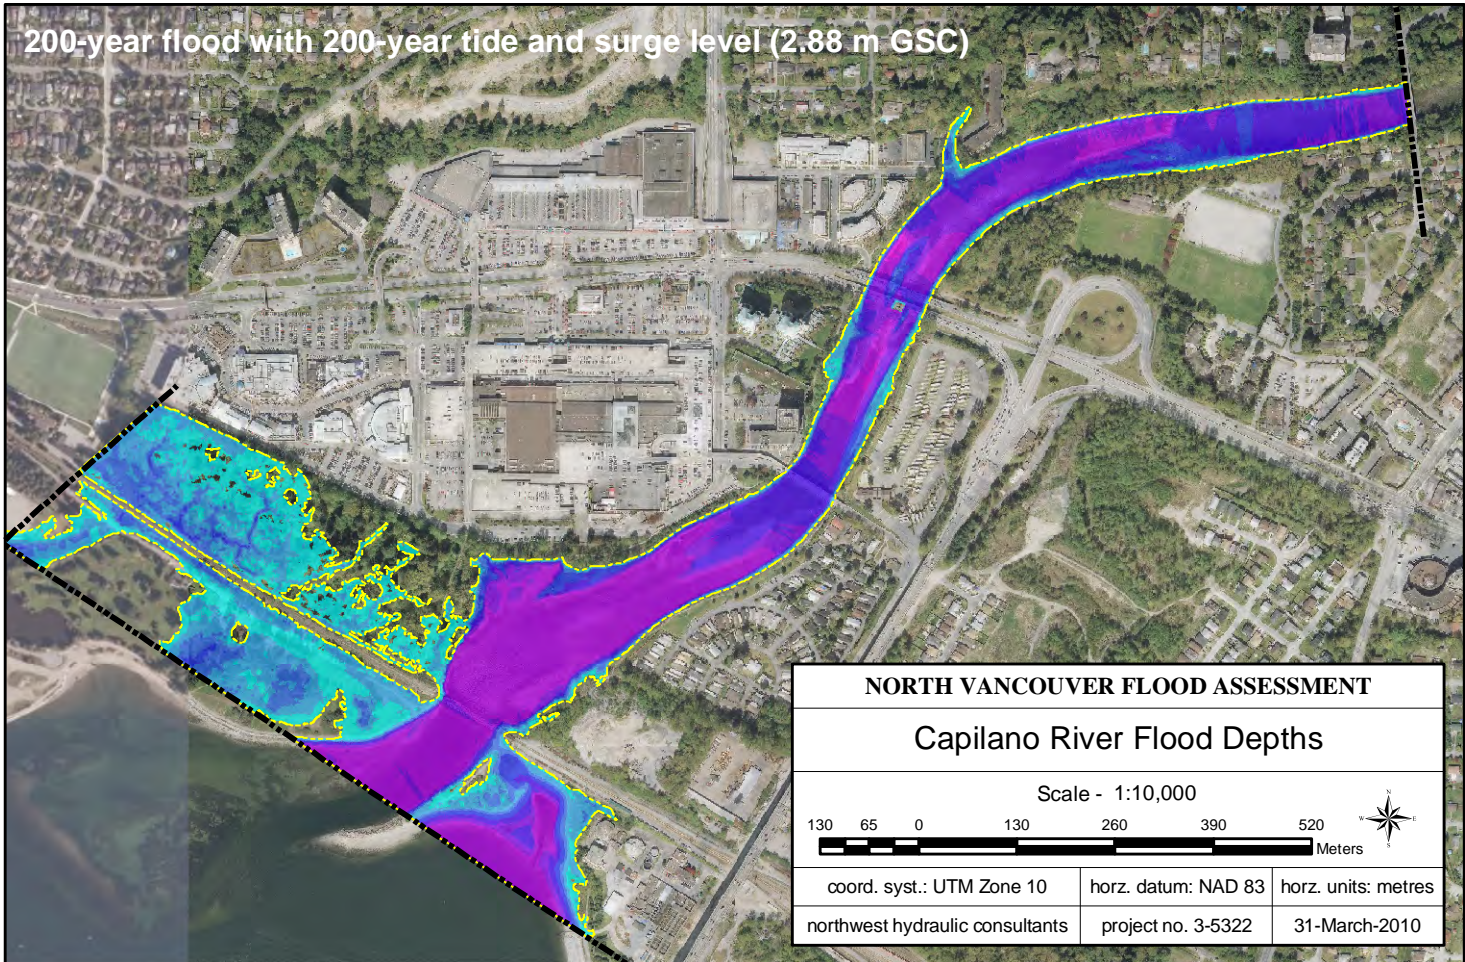 200-year flood with 200-year tide and surge level (2.88 m GSC)
NORTH VANCOUVER FLOOD ASSESSMENT
Capilano River Flood Depths
Scale - 1:10,000
130 65 0 130 260 390 520
Meters
N
W E
S
coord. syst.: UTM Zone 10 horz. datum: NAD 83 horz. units: metres
northwest hydraulic consultants project no. 3-5322 31-March-2010